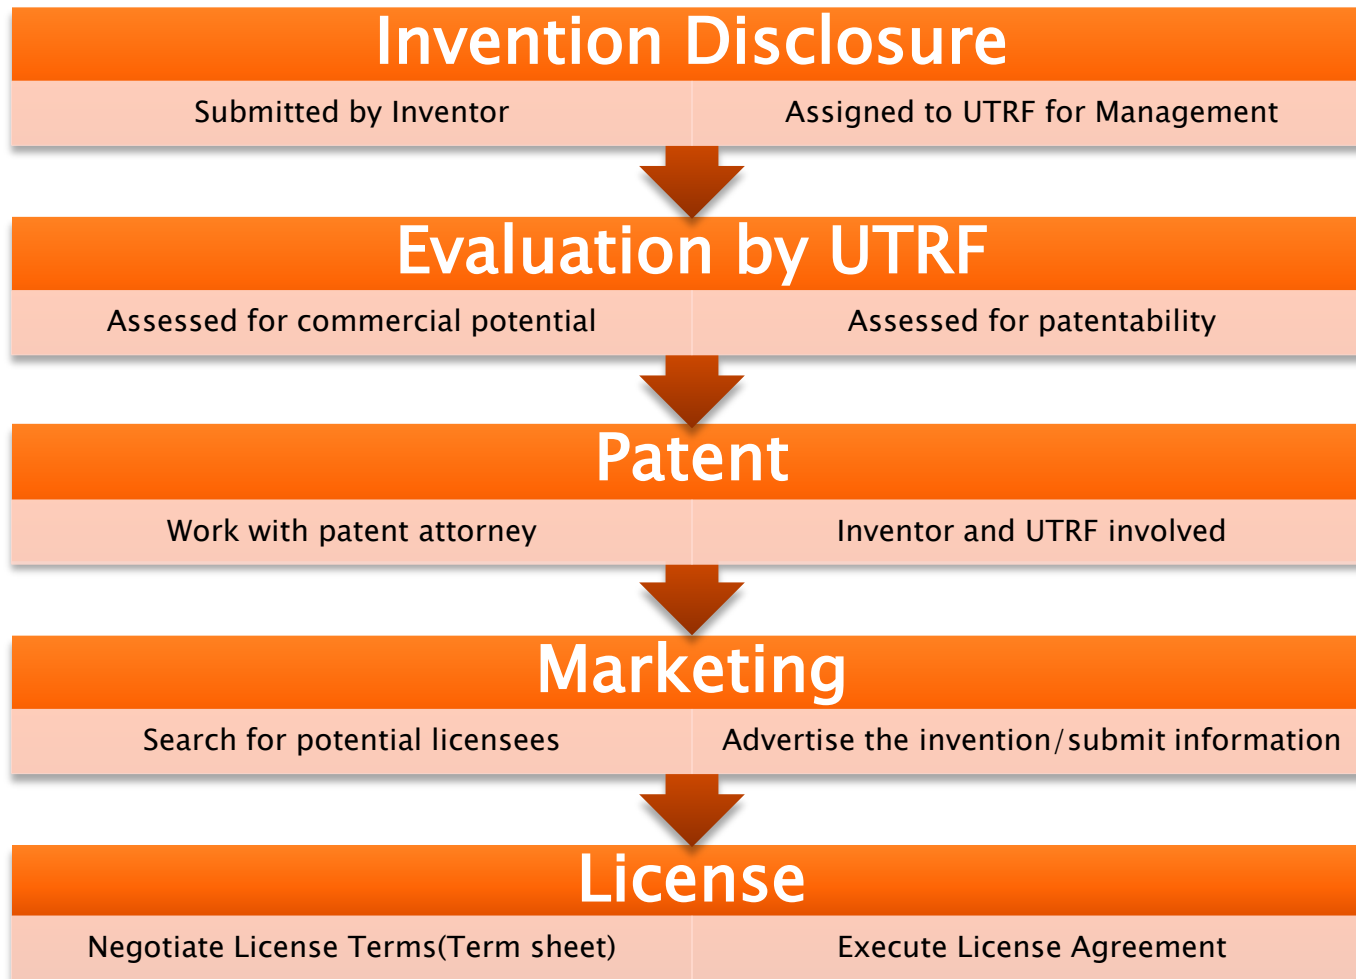 Invention Disclosure
Submitted by Inventor
Assigned to UTRF for Management
Evaluation by UTRF
Assessed for commercial potential
Assessed for patentability
Patent
Work with patent attorney
Inventor and UTRF involved
Marketing
Search for potential licensees
Advertise the invention/submit information
License
Negotiate License Terms(Term sheet)
Execute License Agreement